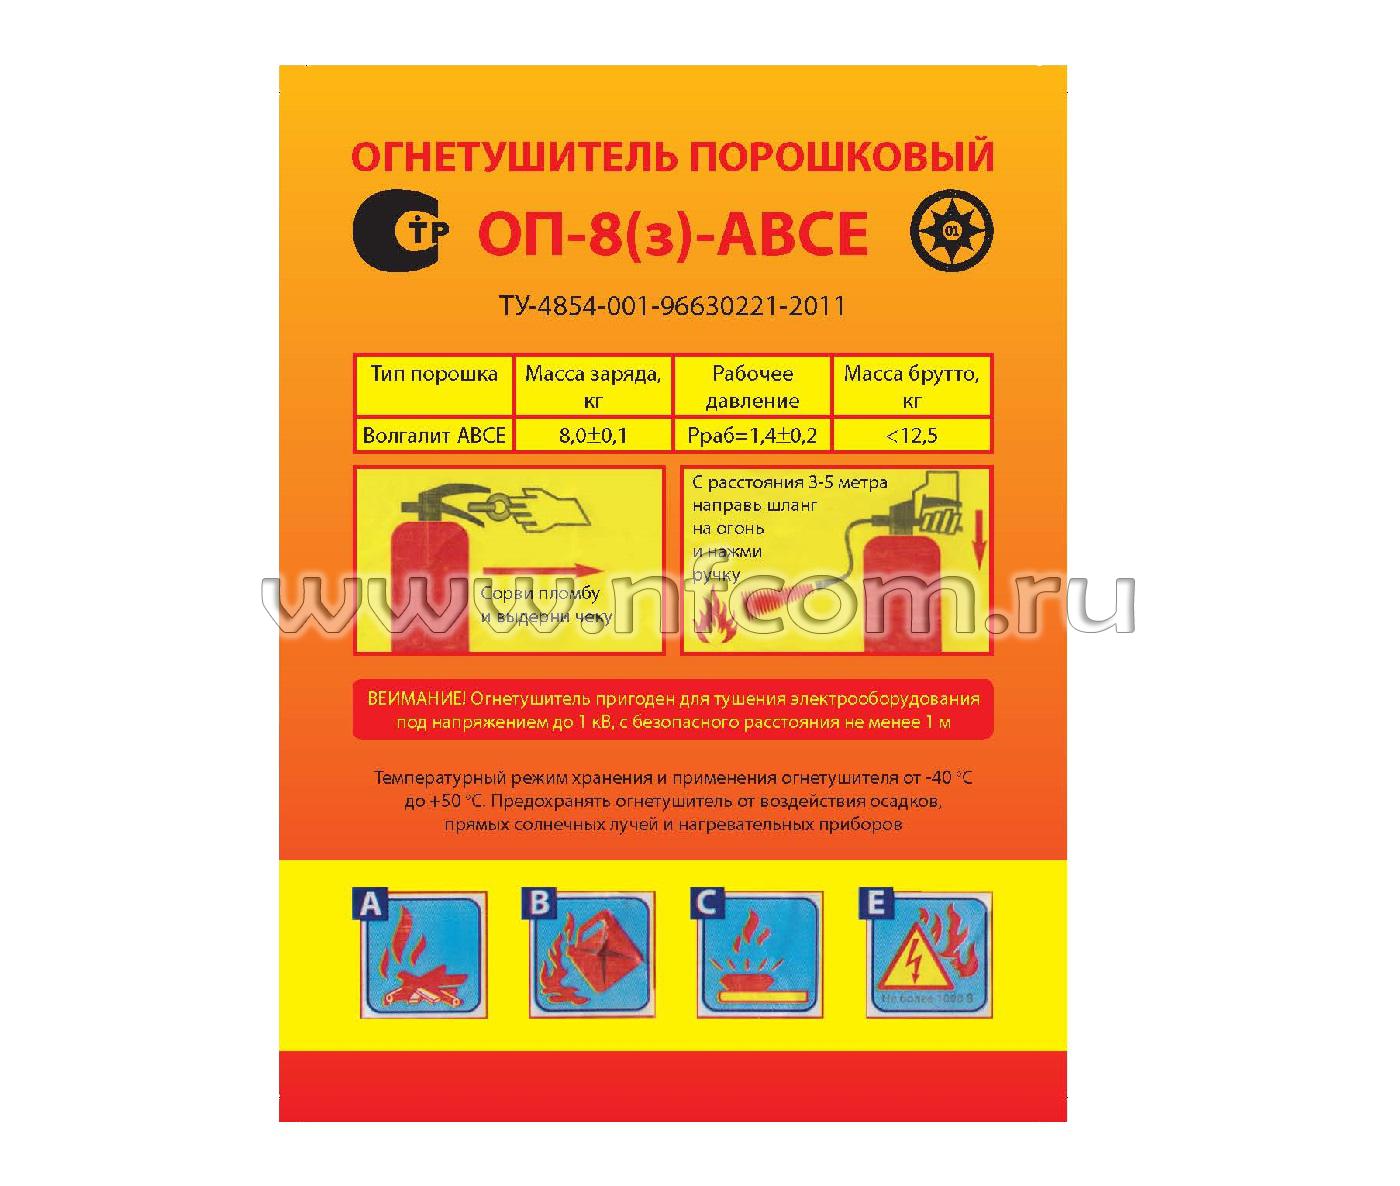 ОГНЕТУШИТЕЛЬ ПОРОШКОВЫЙ
СТР
ОП-8(з)-АВСЕ
01
ТУ-4854-001-96630221-2011
Тип порошка
Масса заряда,
кг
Рабочее
давление
Масса брутто,
кг
Волгалит АВСЕ
8,0±0,1
Рраб=1,4±0,2
<12,5
Сорви пломбу
и выдерни чеку
С расстояния 3-5 метра
направь шланг
на огонь
и нажми
ручку
www.nfcom.ru
ВЕИМАНИЕ! Огнетушитель пригоден для тушения электрооборудования
под напряжением до 1 кВ, с безопасного расстояния не менее 1 м
Температурный режим хранения и применения огнетушителя от -40 °С
до +50 °С. Предохранять огнетушитель от воздействия осадков,
прямых солнечных лучей и нагревательных приборов
A
B
C
E
Не более 1000 В